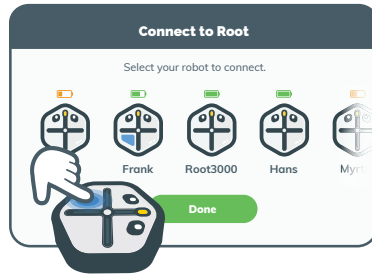 Connect to Root
Select your robot to connect.
Frank Root3000 Hans
Done